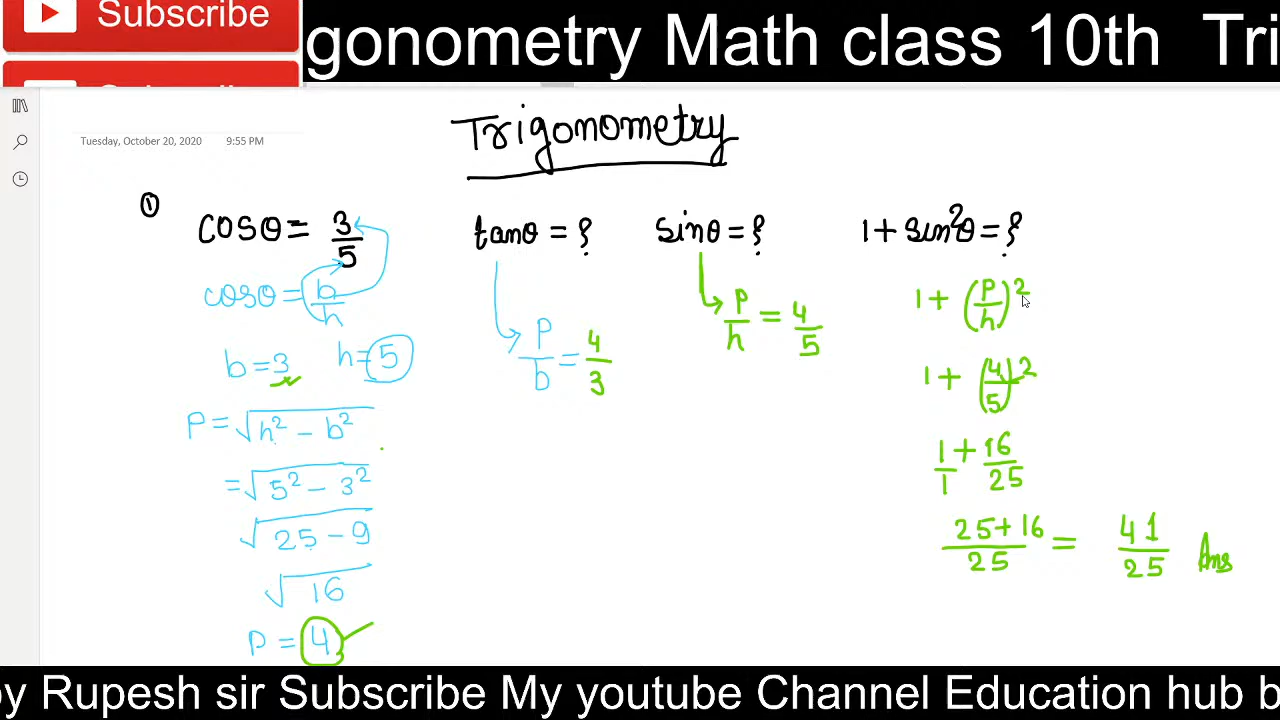 Subscribe
igonometry Math class 10th Tri
Subscribe
Trigonometry
Tuesday, October 20, 2020 9:55 PM
① cosθ = 3/5 tanθ = ? sinθ = ? 1 + sin²θ = ?
cosθ = b/h
b = 3 h = 5
P = √h² − b²
= √5² − 3²
√25 − 9
√16
P = 4
P/b = 4/3
P/h = 4/5
1 + (P/h)²
1 + (4/5)²
1/1 + 16/25
25+16/25 = 41/25 Ans
by Rupesh sir Subscribe My youtube Channel Education hub b